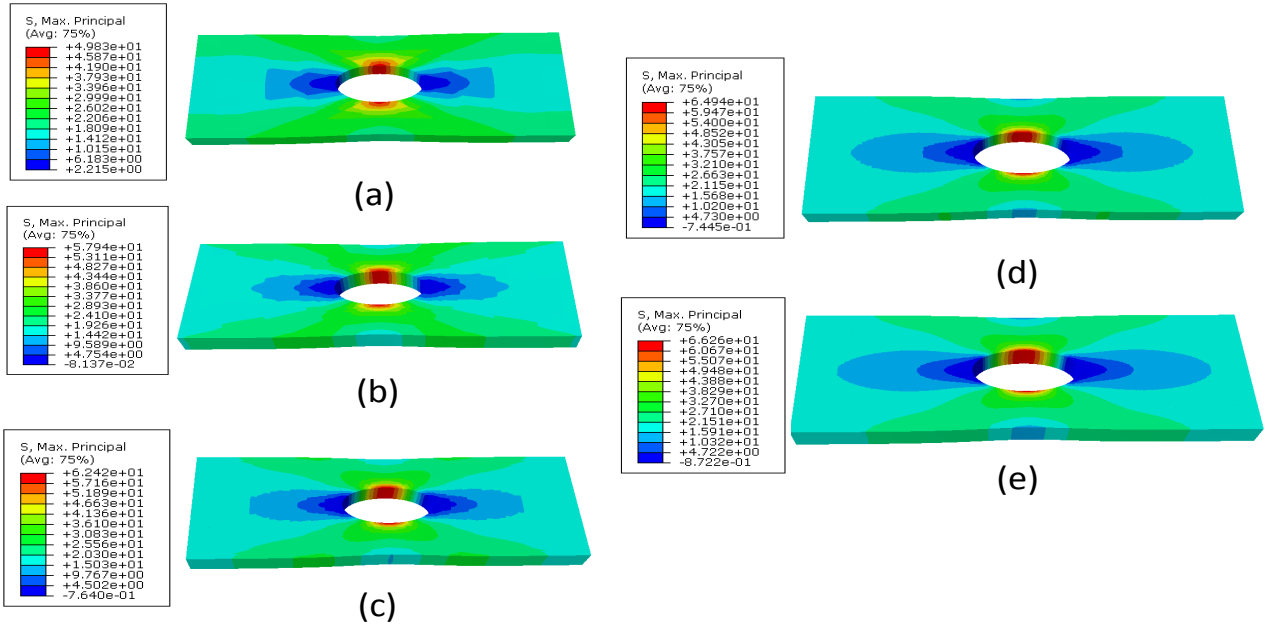 S, Max. Principal
(Avg: 75%)
+4.983e+01
+4.587e+01
+4.190e+01
+3.793e+01
+3.396e+01
+2.999e+01
+2.602e+01
+2.206e+01
+1.809e+01
+1.412e+01
+1.015e+01
+6.183e+00
+2.215e+00
(a)
S, Max. Principal
(Avg: 75%)
+5.794e+01
+5.311e+01
+4.827e+01
+4.344e+01
+3.860e+01
+3.377e+01
+2.893e+01
+2.410e+01
+1.926e+01
+1.442e+01
+9.589e+00
+4.754e+00
-8.137e-02
(b)
S, Max. Principal
(Avg: 75%)
+6.242e+01
+5.716e+01
+5.189e+01
+4.663e+01
+4.136e+01
+3.610e+01
+3.083e+01
+2.556e+01
+2.030e+01
+1.503e+01
+9.767e+00
+4.502e+00
-7.640e-01
(c)
S, Max. Principal
(Avg: 75%)
+6.494e+01
+5.947e+01
+5.400e+01
+4.852e+01
+4.305e+01
+3.757e+01
+3.210e+01
+2.663e+01
+2.115e+01
+1.568e+01
+1.020e+01
+4.730e+00
-7.445e-01
(d)
S, Max. Principal
(Avg: 75%)
+6.626e+01
+6.067e+01
+5.507e+01
+4.948e+01
+4.388e+01
+3.829e+01
+3.270e+01
+2.710e+01
+2.151e+01
+1.591e+01
+1.032e+01
+4.722e+00
-8.722e-01
(e)